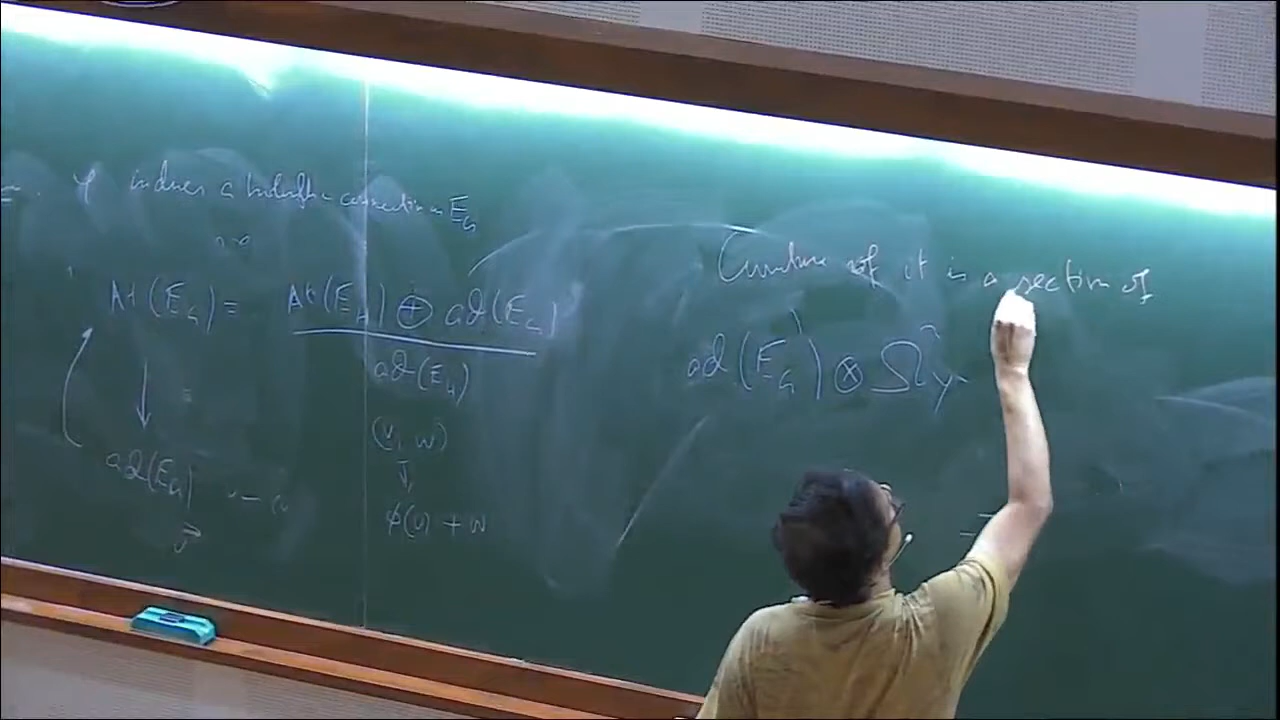 φ induces a holomorphic connection on E_G
At(E_G) = At(E_H) ⊕ ad(E_G)
ad(E_H)
(v, w)
↓
φ(v) + w
ad(E_G)
Curvature of it is a section of
ad(E_G) ⊗ Ω_Y